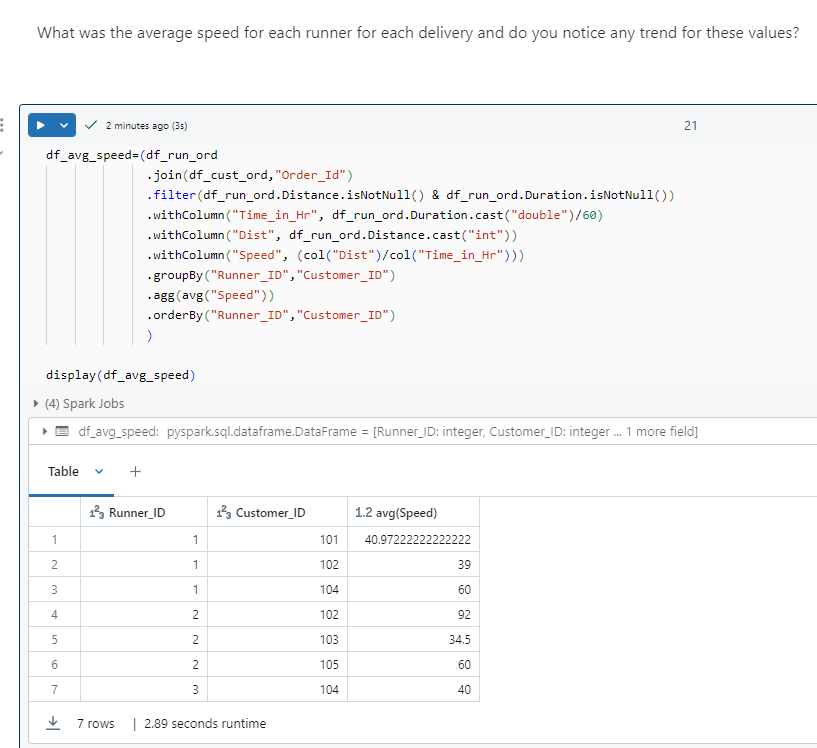 What was the average speed for each runner for each delivery and do you notice any trend for these values?
2 minutes ago (3s)
21
df_avg_speed=(df_run_ord
.join(df_cust_ord,"Order_Id")
.filter(df_run_ord.Distance.isNotNull() & df_run_ord.Duration.isNotNull())
.withColumn("Time_in_Hr", df_run_ord.Duration.cast("double")/60)
.withColumn("Dist", df_run_ord.Distance.cast("int"))
.withColumn("Speed", (col("Dist")/col("Time_in_Hr")))
.groupBy("Runner_ID","Customer_ID")
.agg(avg("Speed"))
.orderBy("Runner_ID","Customer_ID")
)
display(df_avg_speed)
(4) Spark Jobs
df_avg_speed: pyspark.sql.dataframe.DataFrame = [Runner_ID: integer, Customer_ID: integer ... 1 more field]
Table
123 Runner_ID 123 Customer_ID 1.2 avg(Speed)
1 1 101 40.97222222222222
2 1 102 39
3 1 104 60
4 2 102 92
5 2 103 34.5
6 2 105 60
7 3 104 40
7 rows | 2.89 seconds runtime